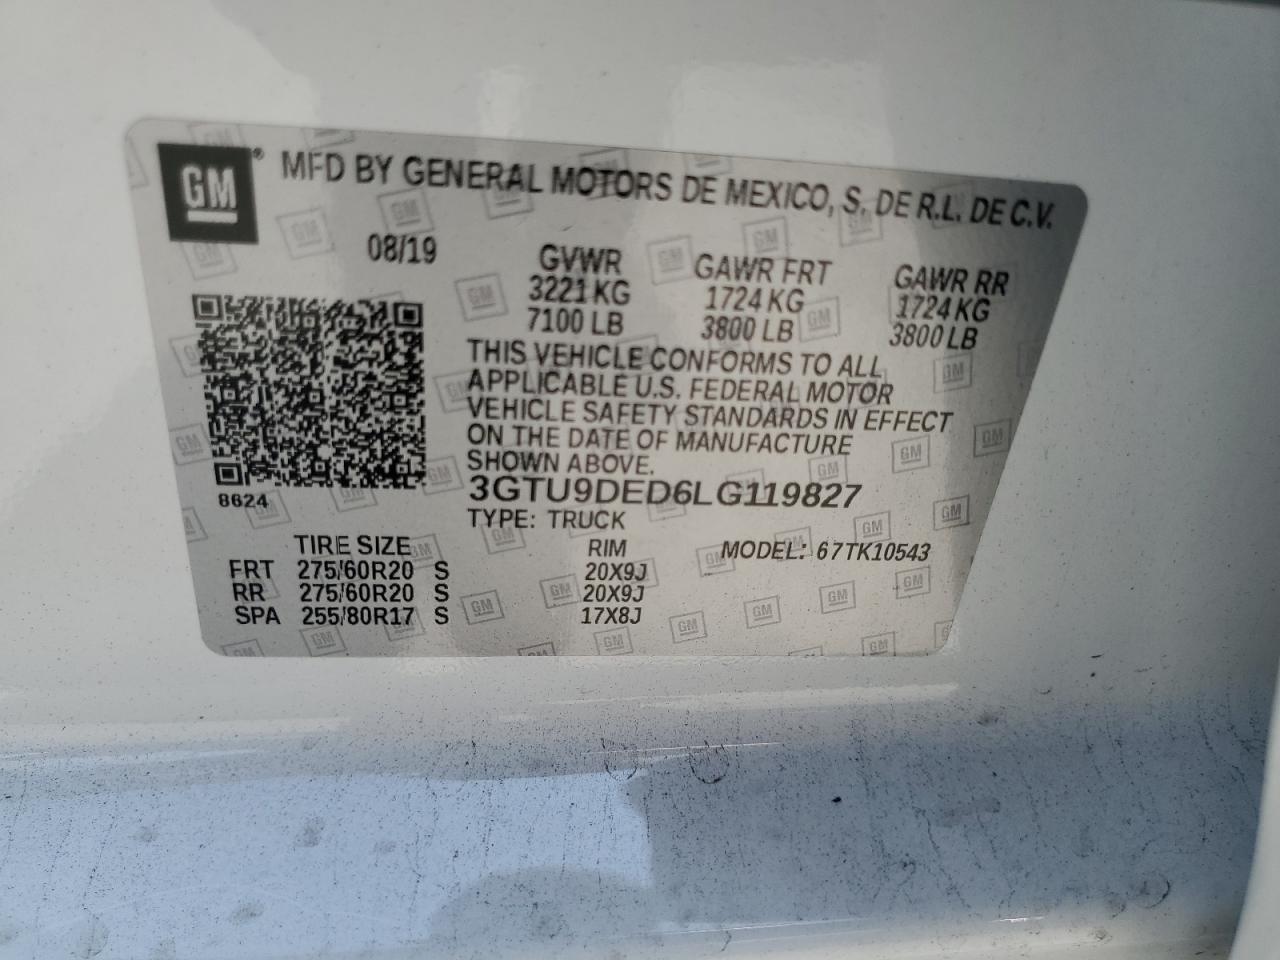 GM® MFD BY GENERAL MOTORS DE MEXICO, S. DE R.L. DE C.V.
08/19
GVWR GAWR FRT GAWR RR
3221 KG 1724 KG 1724 KG
7100 LB 3800 LB 3800 LB
THIS VEHICLE CONFORMS TO ALL
APPLICABLE U.S. FEDERAL MOTOR
VEHICLE SAFETY STANDARDS IN EFFECT
ON THE DATE OF MANUFACTURE
SHOWN ABOVE.
8624
3GTU9DED6LG119827
TYPE: TRUCK
TIRE SIZE RIM MODEL: 67TK10543
FRT 275/60R20 S 20X9J
RR 275/60R20 S 20X9J
SPA 255/80R17 S 17X8J